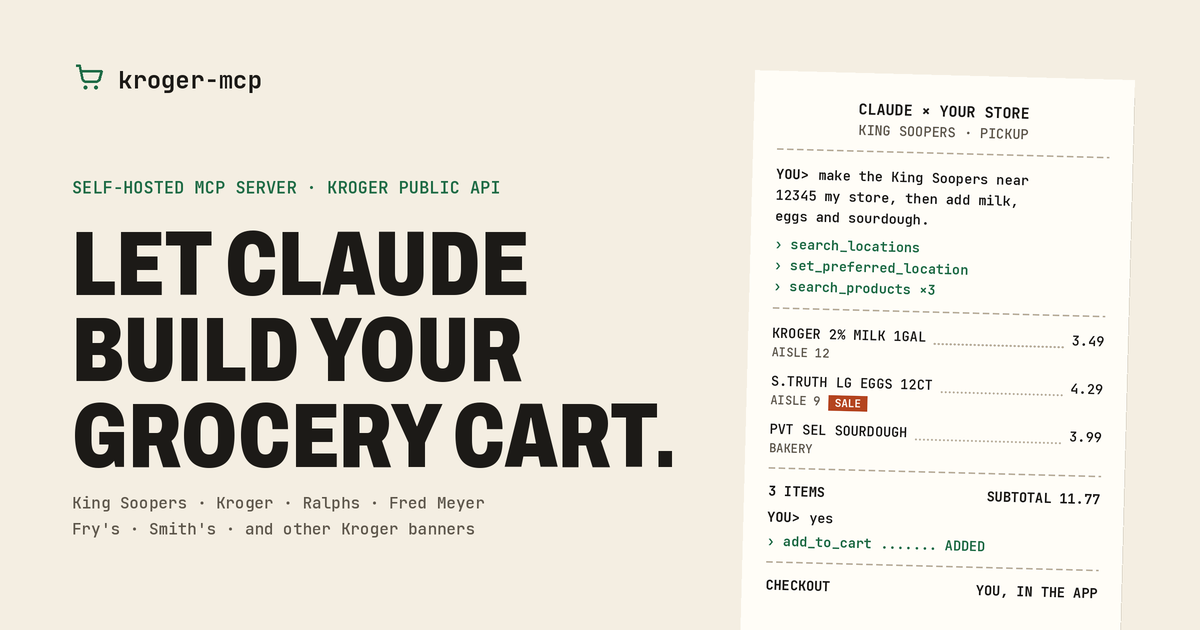 kroger-mcp
SELF-HOSTED MCP SERVER · KROGER PUBLIC API
LET CLAUDE
BUILD YOUR
GROCERY CART.
King Soopers · Kroger · Ralphs · Fred Meyer
Fry's · Smith's · and other Kroger banners
CLAUDE × YOUR STORE
KING SOOPERS · PICKUP
YOU> make the King Soopers near
12345 my store, then add milk,
eggs and sourdough.
› search_locations
› set_preferred_location
› search_products ×3
KROGER 2% MILK 1GAL 3.49
AISLE 12
S.TRUTH LG EGGS 12CT 4.29
AISLE 9 SALE
PVT SEL SOURDOUGH 3.99
BAKERY
3 ITEMS SUBTOTAL 11.77
YOU> yes
› add_to_cart ....... ADDED
CHECKOUT YOU, IN THE APP